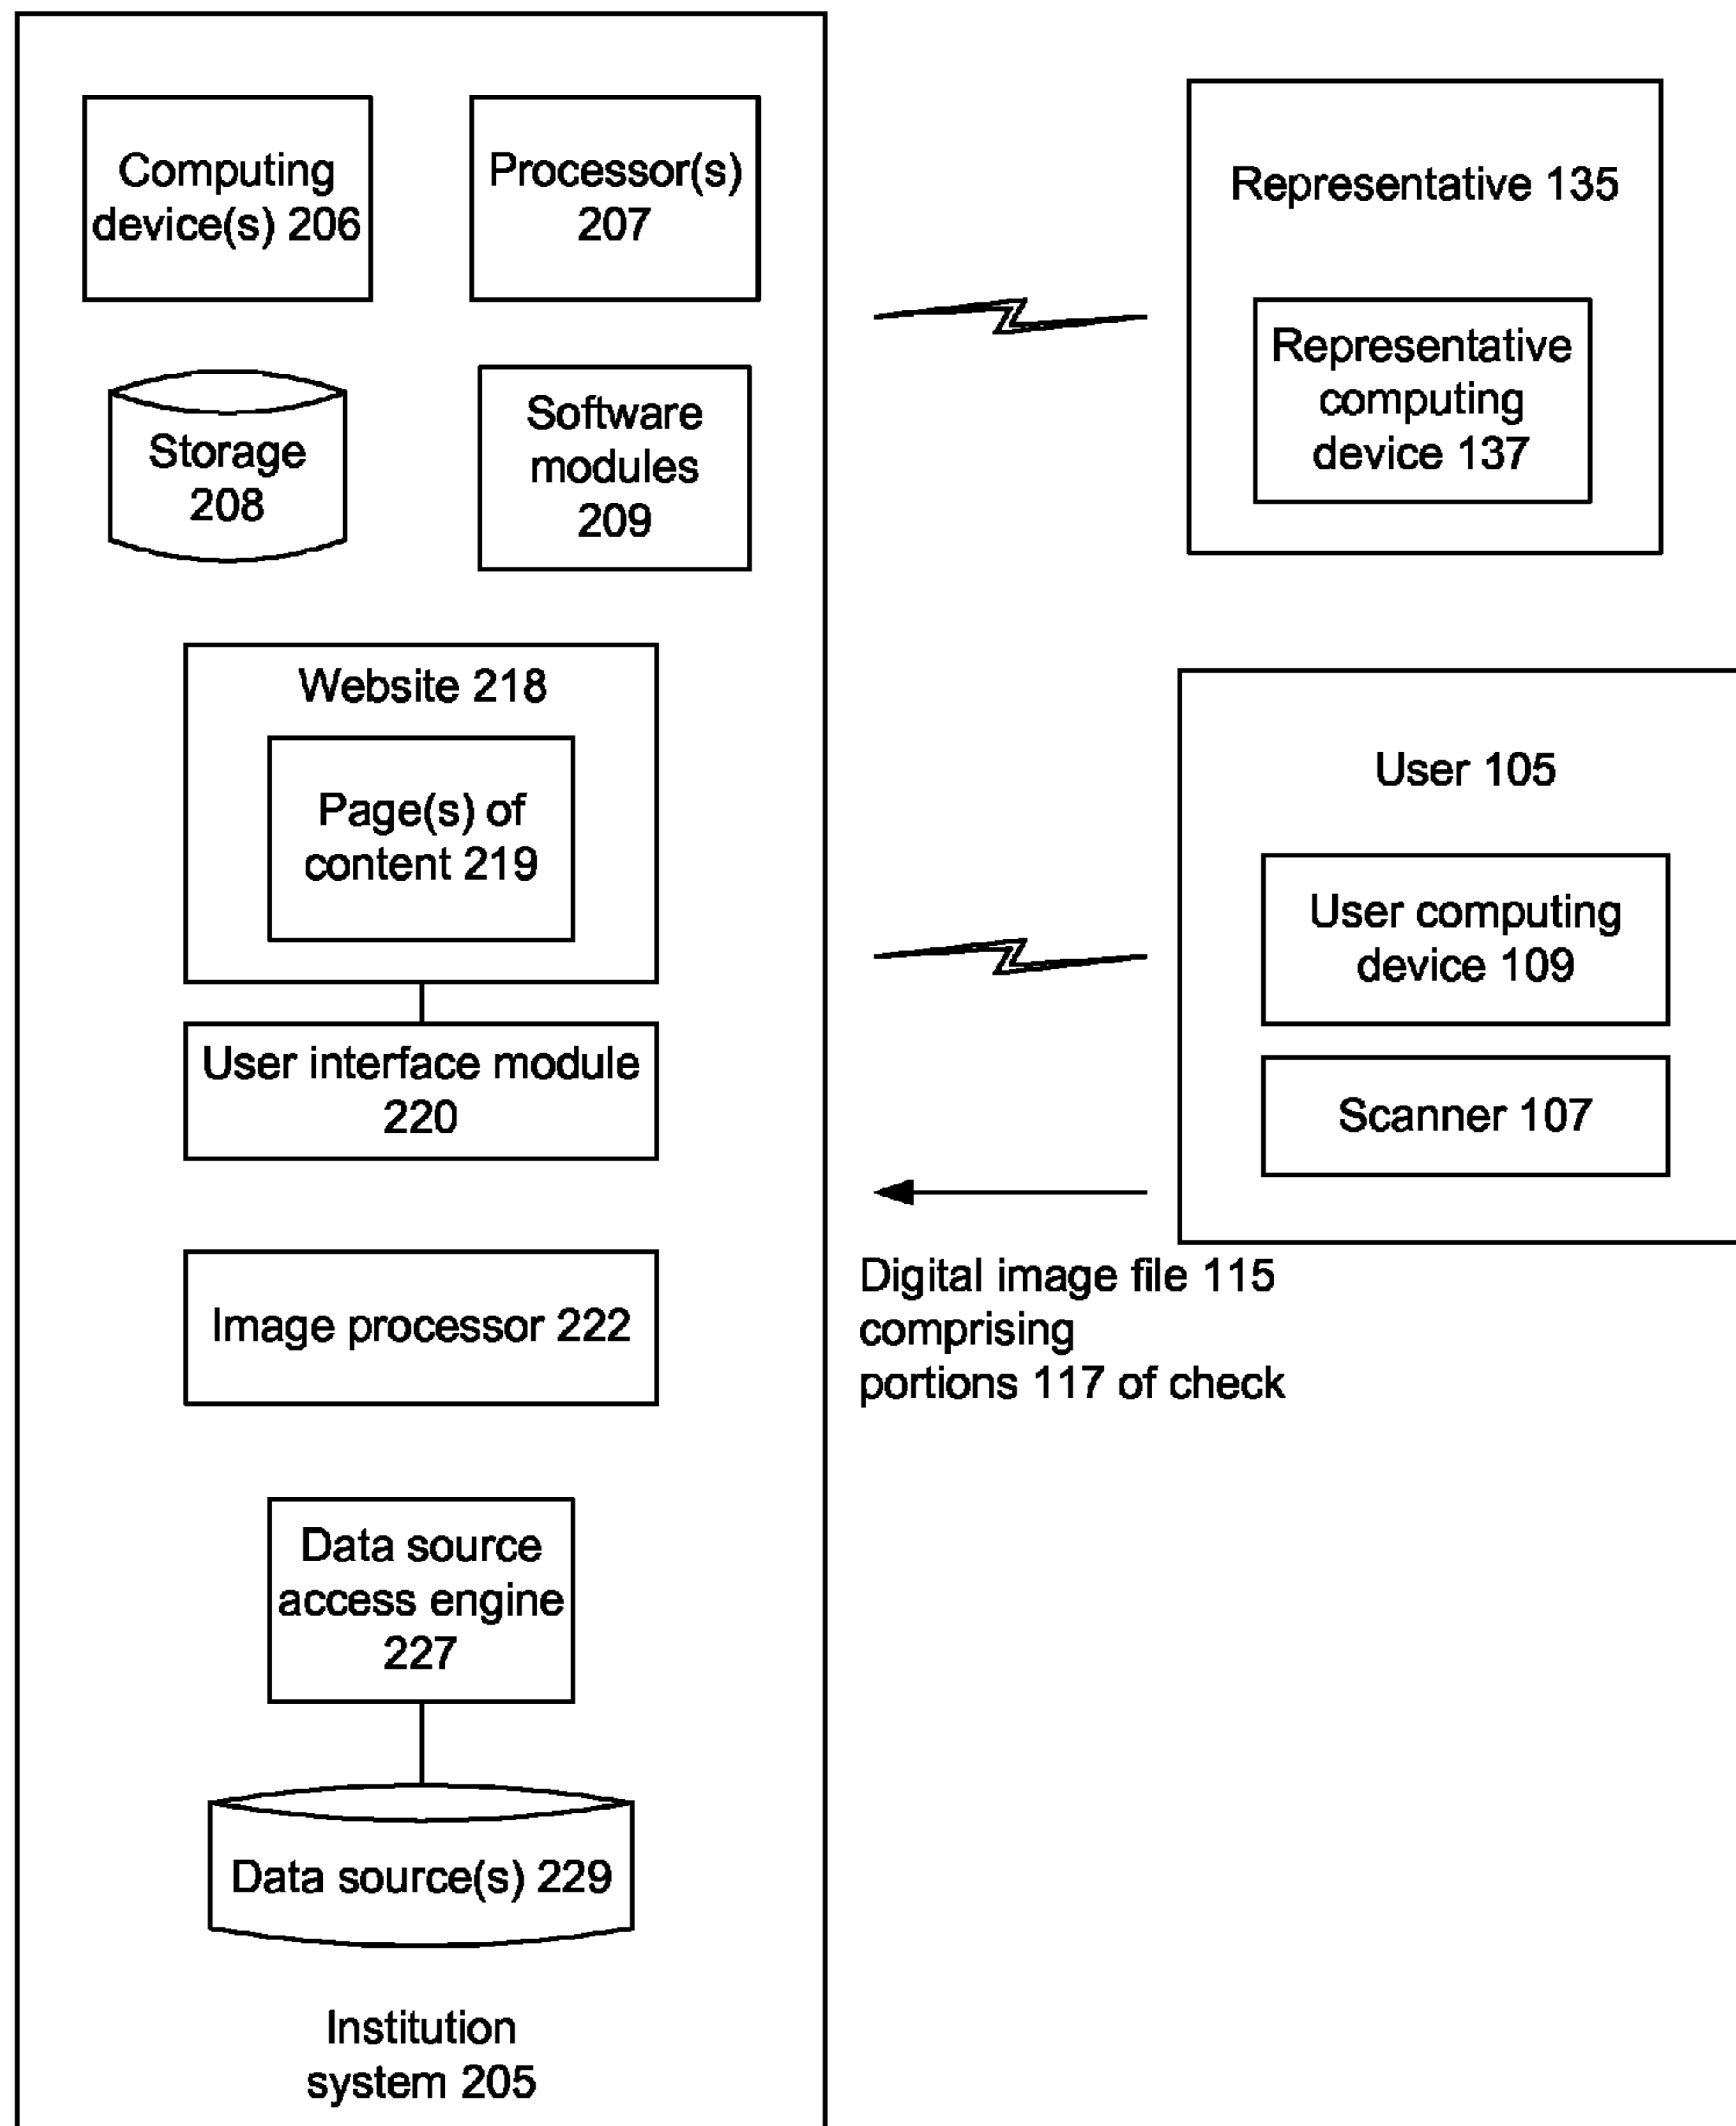 Computing
device(s) 206
Processor(s)
207
Storage
208
Software
modules
209
Website 218
Page(s) of
content 219
User interface module
220
Image processor 222
Data source
access engine
227
Data source(s) 229
Institution
system 205
Representative 135
Representative
computing
device 137
User 105
User computing
device 109
Scanner 107
Digital image file 115
comprising
portions 117 of check